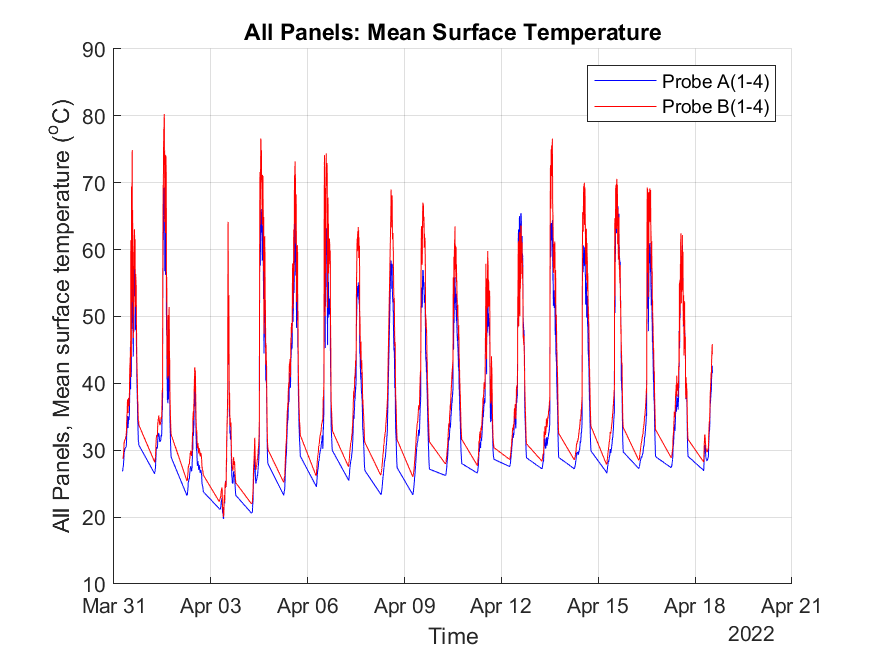 All Panels: Mean Surface Temperature
90
80
70
60
50
40
30
20
10
All Panels, Mean surface temperature (°C)
Probe A(1-4)
Probe B(1-4)
Mar 31 Apr 03 Apr 06 Apr 09 Apr 12 Apr 15 Apr 18 Apr 21
Time
2022